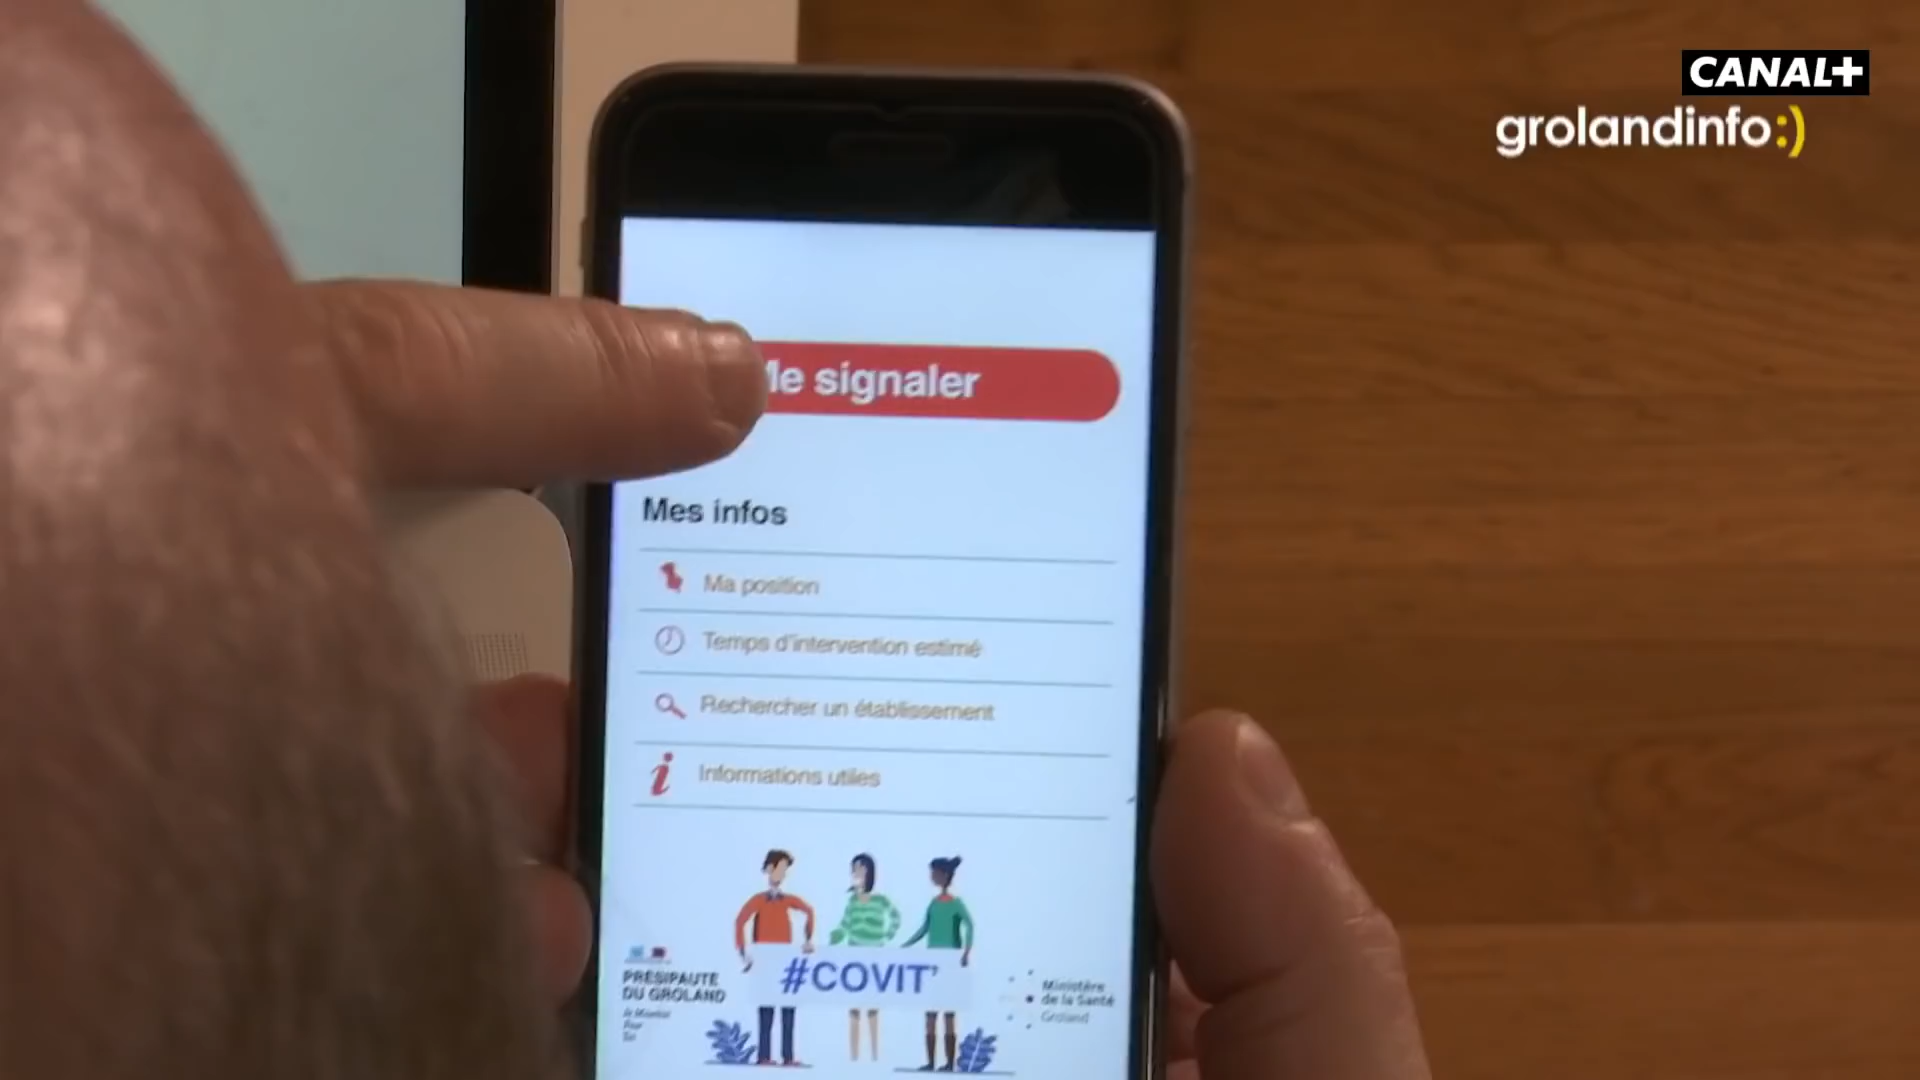 CANAL+
grolandinfo:)
Me signaler
Mes infos
Ma position
Temps d'intervention estimé
Rechercher un établissement
Informations utiles
#COVIT'
PRÉSIPAUTÉ
DU GROLAND
Ministère
de la Santé
Groland